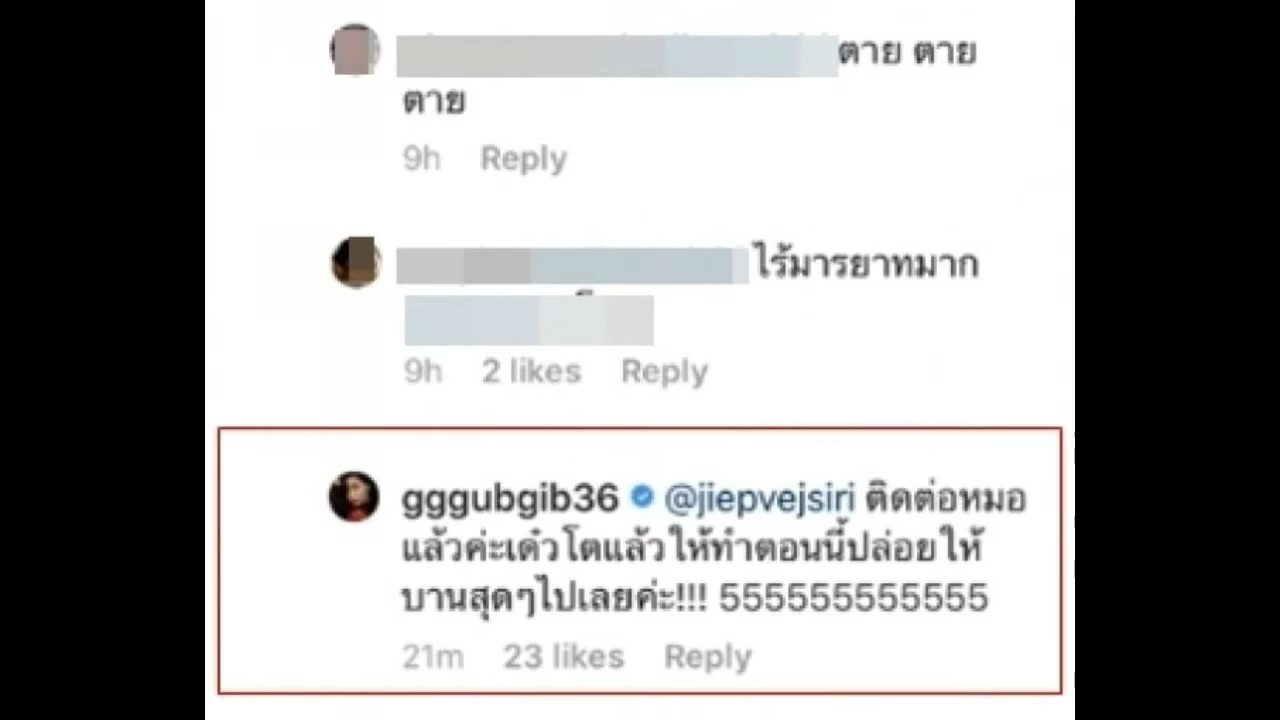 ตาย ตาย
ตาย
9h Reply
ไร้มารยาทมาก
9h 2 likes Reply
gggubgib36 @jiepvejsiri ติดต่อหมอ
แล้วค่ะเด๋วโตแล้วให้ทำตอนนี้ปล่อยให้
บานสุดๆไปเลยค่ะ!!! 555555555555
21m 23 likes Reply